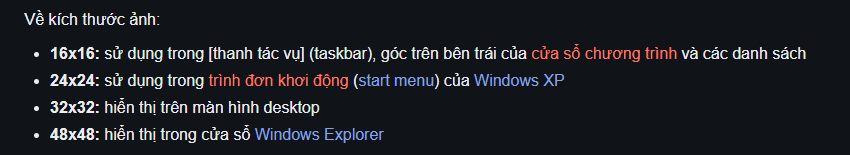 Về kích thước ảnh:
• 16x16: sử dụng trong [thanh tác vụ] (taskbar), góc trên bên trái của cửa sổ chương trình và các danh sách
• 24x24: sử dụng trong trình đơn khơi động (start menu) của Windows XP
• 32x32: hiển thị trên màn hình desktop
• 48x48: hiển thị trong cửa sổ Windows Explorer